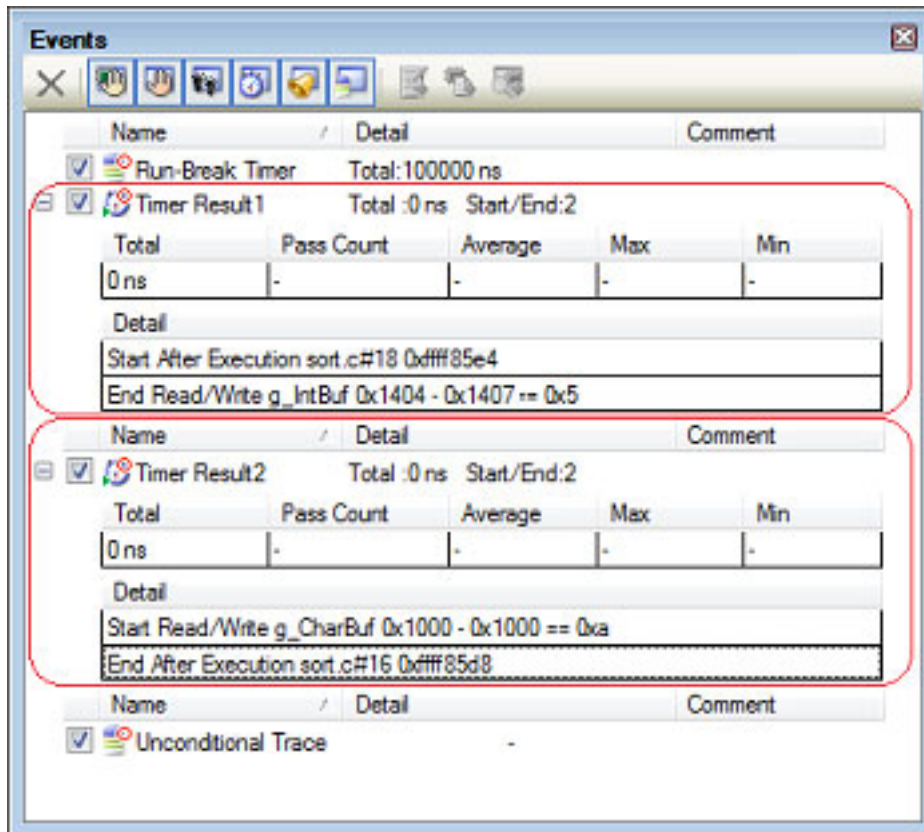 Events
Name / Detail Comment
Run-Break Timer Total:100000 ns
Timer Result1 Total :0 ns Start/End:2
Total Pass Count Average Max Min
0 ns - - - -
Detail
Start After Execution sort.c#18 0xffff85e4
End Read/Write g_IntBuf 0x1404 - 0x1407 == 0x5
Name / Detail Comment
Timer Result2 Total :0 ns Start/End:2
Total Pass Count Average Max Min
0 ns - - - -
Detail
Start Read/Write g_CharBuf 0x1000 - 0x1000 == 0xa
End After Execution sort.c#16 0xffff85d8
Name / Detail Comment
Unconditional Trace -